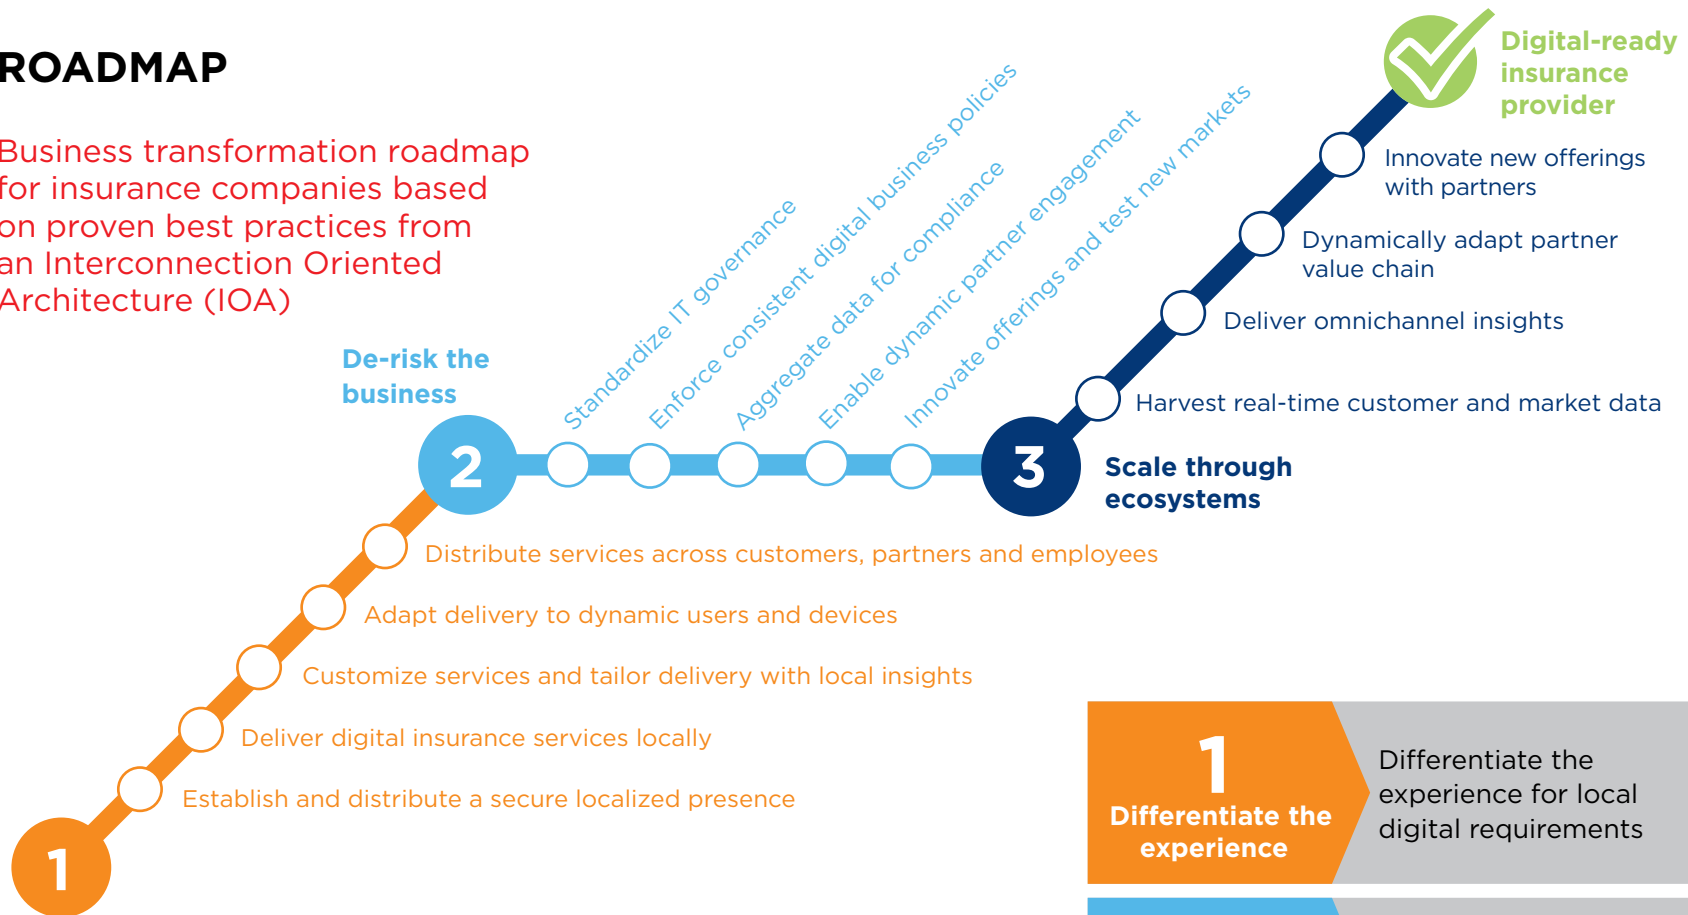 ROADMAP
Business transformation roadmap
for insurance companies based
on proven best practices from
an Interconnection Oriented
Architecture (IOA)
Digital-ready
insurance
provider
Innovate new offerings
with partners
Dynamically adapt partner
value chain
Deliver omnichannel insights
Harvest real-time customer and market data
3
Scale through
ecosystems
Standardize IT governance
Enforce consistent digital business policies
Aggregate data for compliance
Enable dynamic partner engagement
Innovate offerings and test new markets
De-risk the
business
2
Distribute services across customers, partners and employees
Adapt delivery to dynamic users and devices
Customize services and tailor delivery with local insights
Deliver digital insurance services locally
Establish and distribute a secure localized presence
1
1
Differentiate the
experience
Differentiate the
experience for local
digital requirements